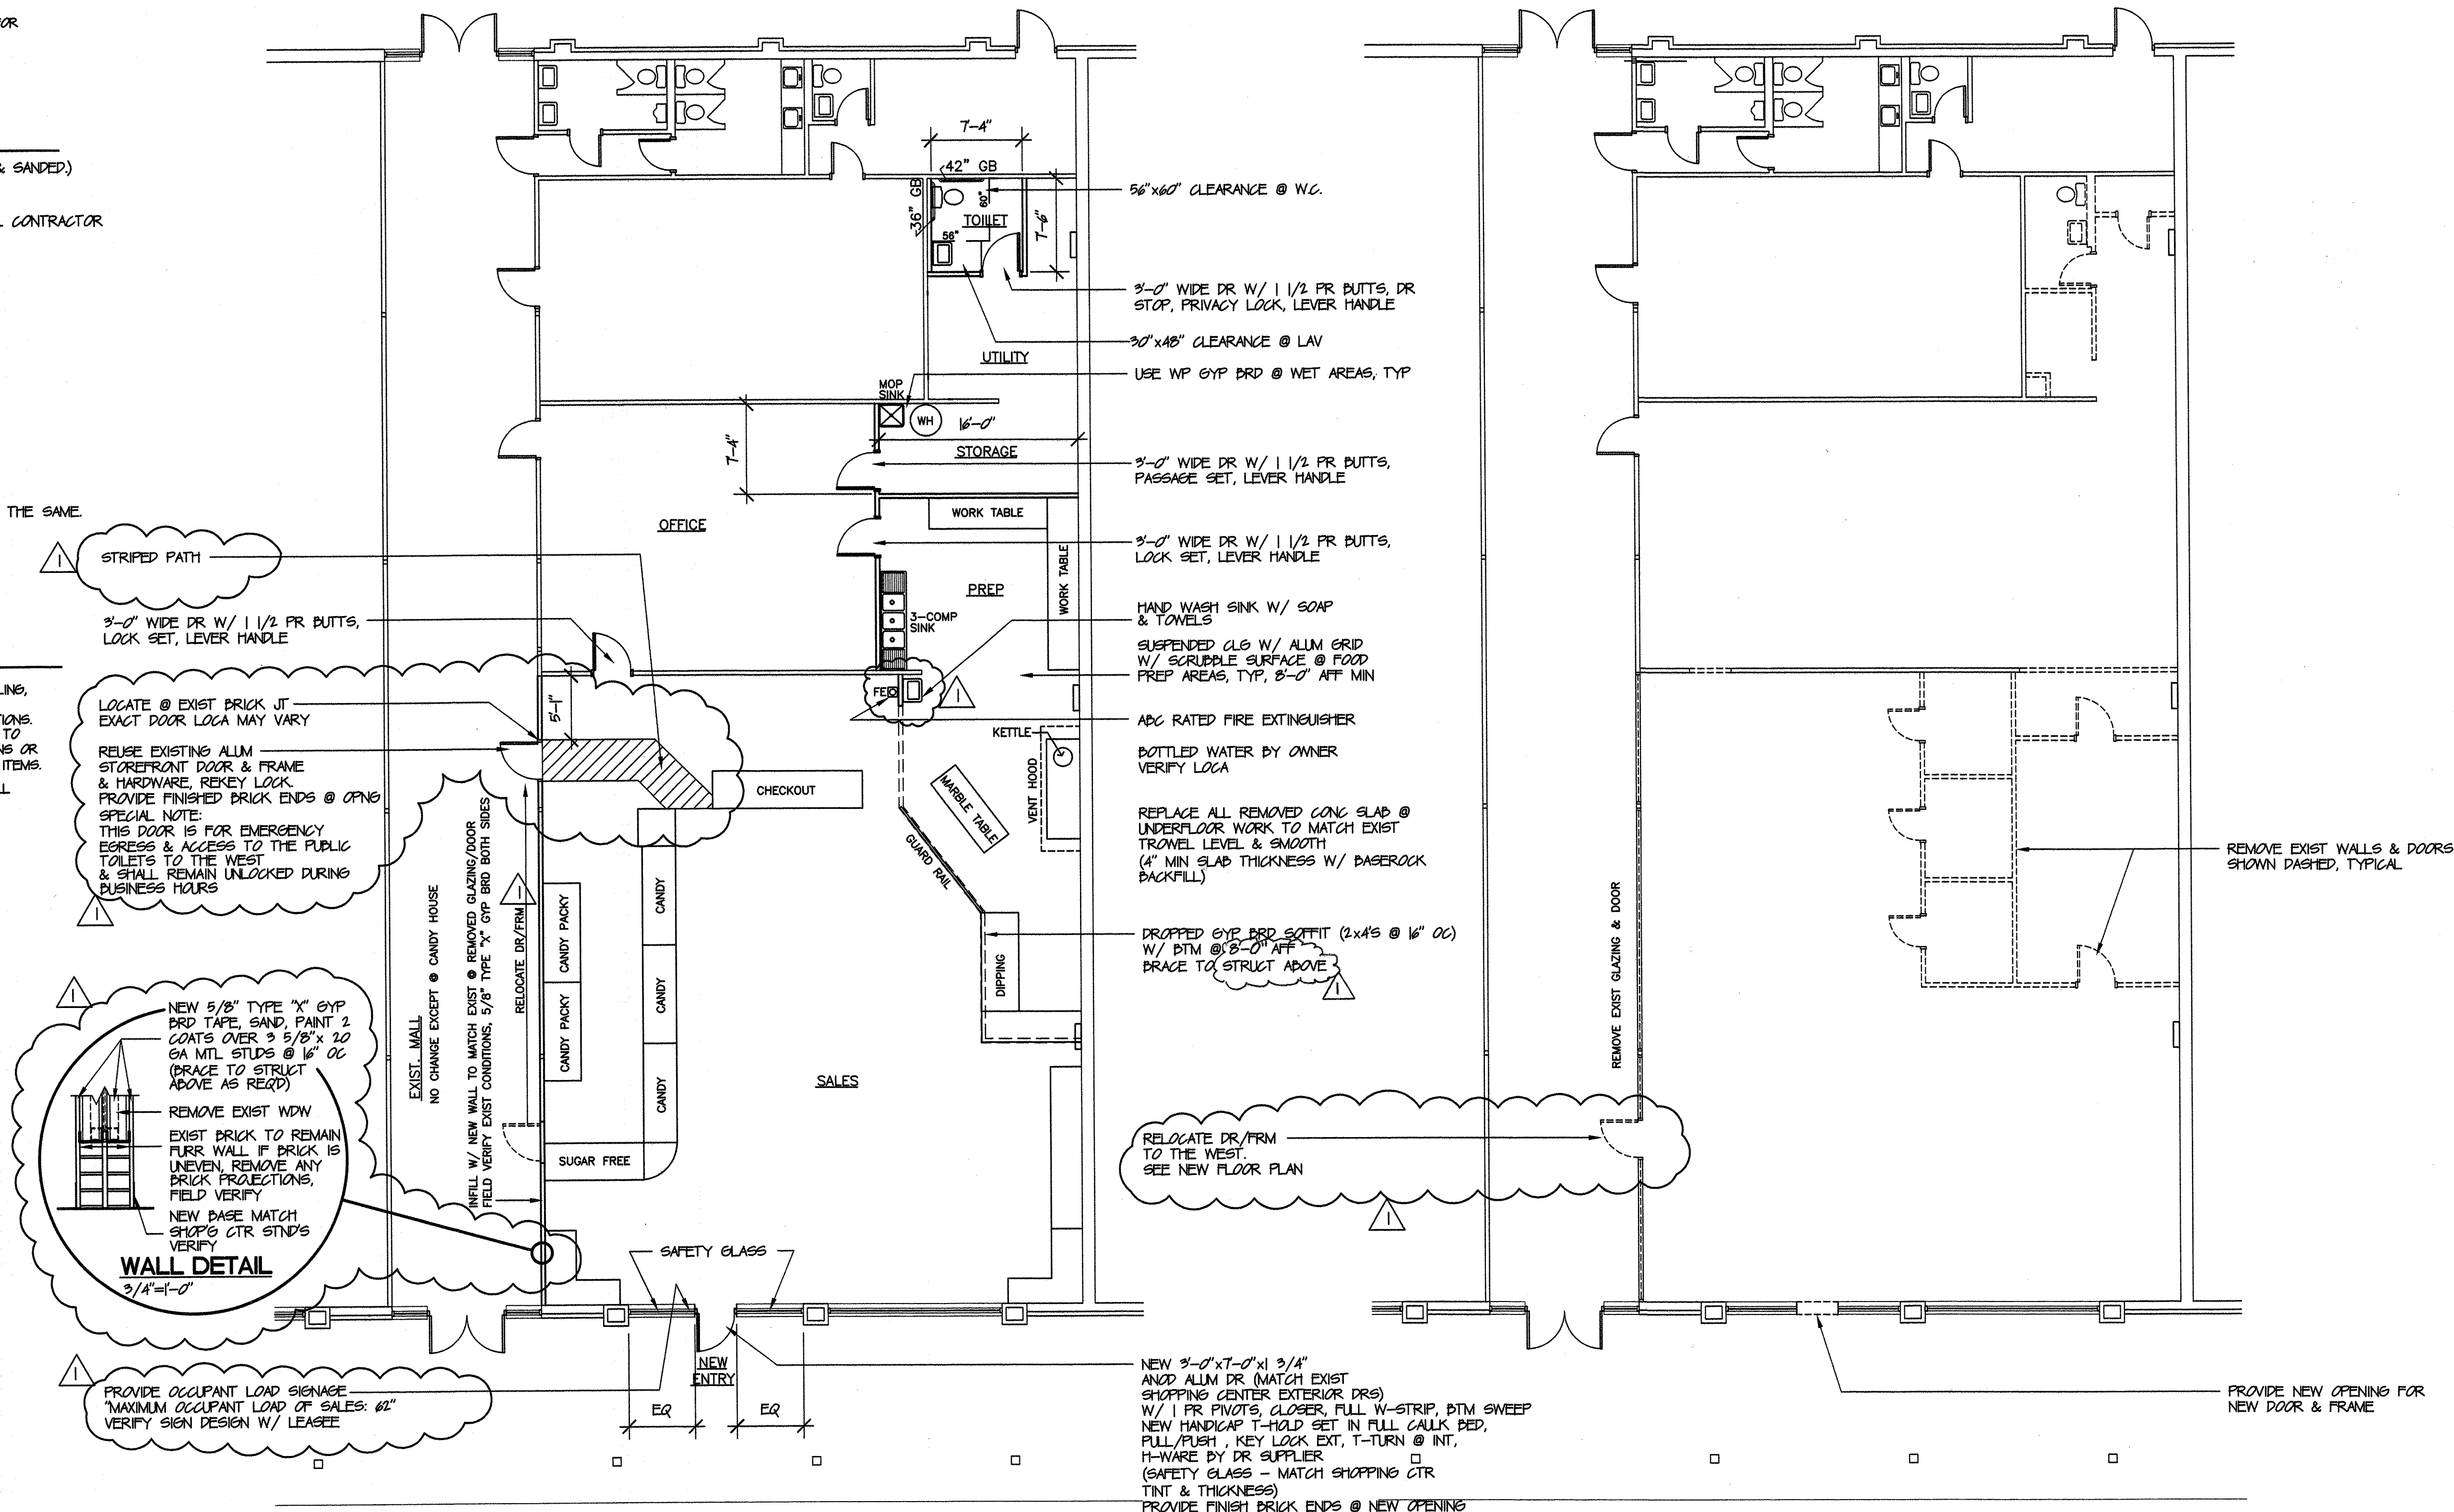 FOR
& SANDED.)
CONTRACTOR
THE SAME.
LING,
TIONS.
TO
NS OR
ITEMS.
LL
1
STRIPED PATH
3'-0" WIDE DR W/ 1 1/2 PR BUTTS,
LOCK SET, LEVER HANDLE
LOCATE @ EXIST BRICK JT
EXACT DOOR LOCA MAY VARY
REUSE EXISTING ALUM
STOREFRONT DOOR & FRAME
& HARDWARE, REKEY LOCK.
PROVIDE FINISHED BRICK ENDS @ OPNG
SPECIAL NOTE:
THIS DOOR IS FOR EMERGENCY
EGRESS & ACCESS TO THE PUBLIC
TOILETS TO THE WEST
& SHALL REMAIN UNLOCKED DURING
BUSINESS HOURS
1
1
NEW 5/8" TYPE "X" GYP
BRD TAPE, SAND, PAINT 2
COATS OVER 3 5/8"x 20
GA MTL STUDS @ 16" OC
(BRACE TO STRUCT
ABOVE AS REQ'D)
REMOVE EXIST WDW
EXIST BRICK TO REMAIN
FURR WALL IF BRICK IS
UNEVEN, REMOVE ANY
BRICK PROJECTIONS,
FIELD VERIFY
NEW BASE MATCH
SHOP'G CTR STND'S
VERIFY
WALL DETAIL
3/4"=1'-0"
1
PROVIDE OCCUPANT LOAD SIGNAGE
"MAXIMUM OCCUPANT LOAD OF SALES: 62"
VERIFY SIGN DESIGN W/ LEASEE
7'-4"
42" GB
36" GB
60"
TOILET
56"
7'-6"
UTILITY
MOP
SINK
WH
16'-0"
7'-4"
STORAGE
OFFICE
WORK TABLE
WORK TABLE
PREP
3-COMP
SINK
FE
1
5'-1"
KETTLE
CHECKOUT
MARBLE TABLE
VENT HOOD
GUARD RAIL
EXIST. MALL
NO CHANGE EXCEPT @ CANDY HOUSE
INFILL W/ NEW WALL TO MATCH EXIST @ REMOVED GLAZING/DOOR
FIELD VERIFY EXIST CONDITIONS, 5/8" TYPE "X" GYP BRD BOTH SIDES
RELOCATE DR/FRM
1
CANDY PACKY
CANDY PACKY
CANDY
CANDY
CANDY
SUGAR FREE
DIPPING
SALES
SAFETY GLASS
NEW
ENTRY
EQ
EQ
56"x60" CLEARANCE @ W.C.
3'-0" WIDE DR W/ 1 1/2 PR BUTTS, DR
STOP, PRIVACY LOCK, LEVER HANDLE
30"x48" CLEARANCE @ LAV
USE WP GYP BRD @ WET AREAS, TYP
3'-0" WIDE DR W/ 1 1/2 PR BUTTS,
PASSAGE SET, LEVER HANDLE
3'-0" WIDE DR W/ 1 1/2 PR BUTTS,
LOCK SET, LEVER HANDLE
HAND WASH SINK W/ SOAP
& TOWELS
SUSPENDED CLG W/ ALUM GRID
W/ SCRUBBLE SURFACE @ FOOD
PREP AREAS, TYP, 8'-0" AFF MIN
ABC RATED FIRE EXTINGUISHER
BOTTLED WATER BY OWNER
VERIFY LOCA
REPLACE ALL REMOVED CONC SLAB @
UNDERFLOOR WORK TO MATCH EXIST
TROWEL LEVEL & SMOOTH
(4" MIN SLAB THICKNESS W/ BASEROCK
BACKFILL)
DROPPED GYP BRD SOFFIT (2x4'S @ 16" OC)
W/ BTM @ 8'-0" AFF
BRACE TO STRUCT ABOVE
1
RELOCATE DR/FRM
TO THE WEST.
SEE NEW FLOOR PLAN
1
NEW 3'-0"x7'-0"x1 3/4"
ANOD ALUM DR (MATCH EXIST
SHOPPING CENTER EXTERIOR DRS)
W/ 1 PR PIVOTS, CLOSER, FULL W-STRIP, BTM SWEEP
NEW HANDICAP T-HOLD SET IN FULL CAULK BED,
PULL/PUSH , KEY LOCK EXT, T-TURN @ INT,
H-WARE BY DR SUPPLIER
(SAFETY GLASS - MATCH SHOPPING CTR
TINT & THICKNESS)
PROVIDE FINISH BRICK ENDS @ NEW OPENING
REMOVE EXIST GLAZING & DOOR
REMOVE EXIST WALLS & DOORS
SHOWN DASHED, TYPICAL
PROVIDE NEW OPENING FOR
NEW DOOR & FRAME